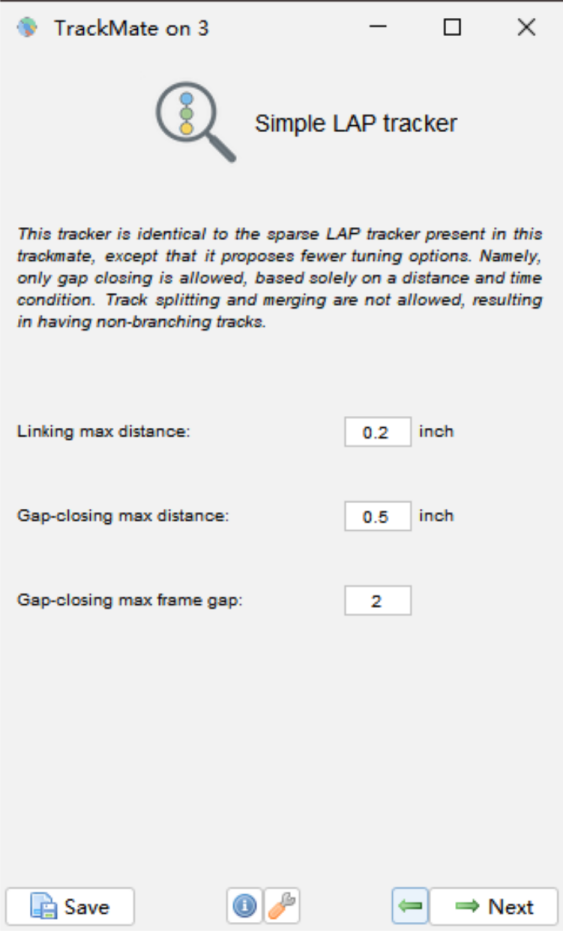 TrackMate on 3
Simple LAP tracker
This tracker is identical to the sparse LAP tracker present in this
trackmate, except that it proposes fewer tuning options. Namely,
only gap closing is allowed, based solely on a distance and time
condition. Track splitting and merging are not allowed, resulting
in having non-branching tracks.
Linking max distance: 0.2 inch
Gap-closing max distance: 0.5 inch
Gap-closing max frame gap: 2
Save Next